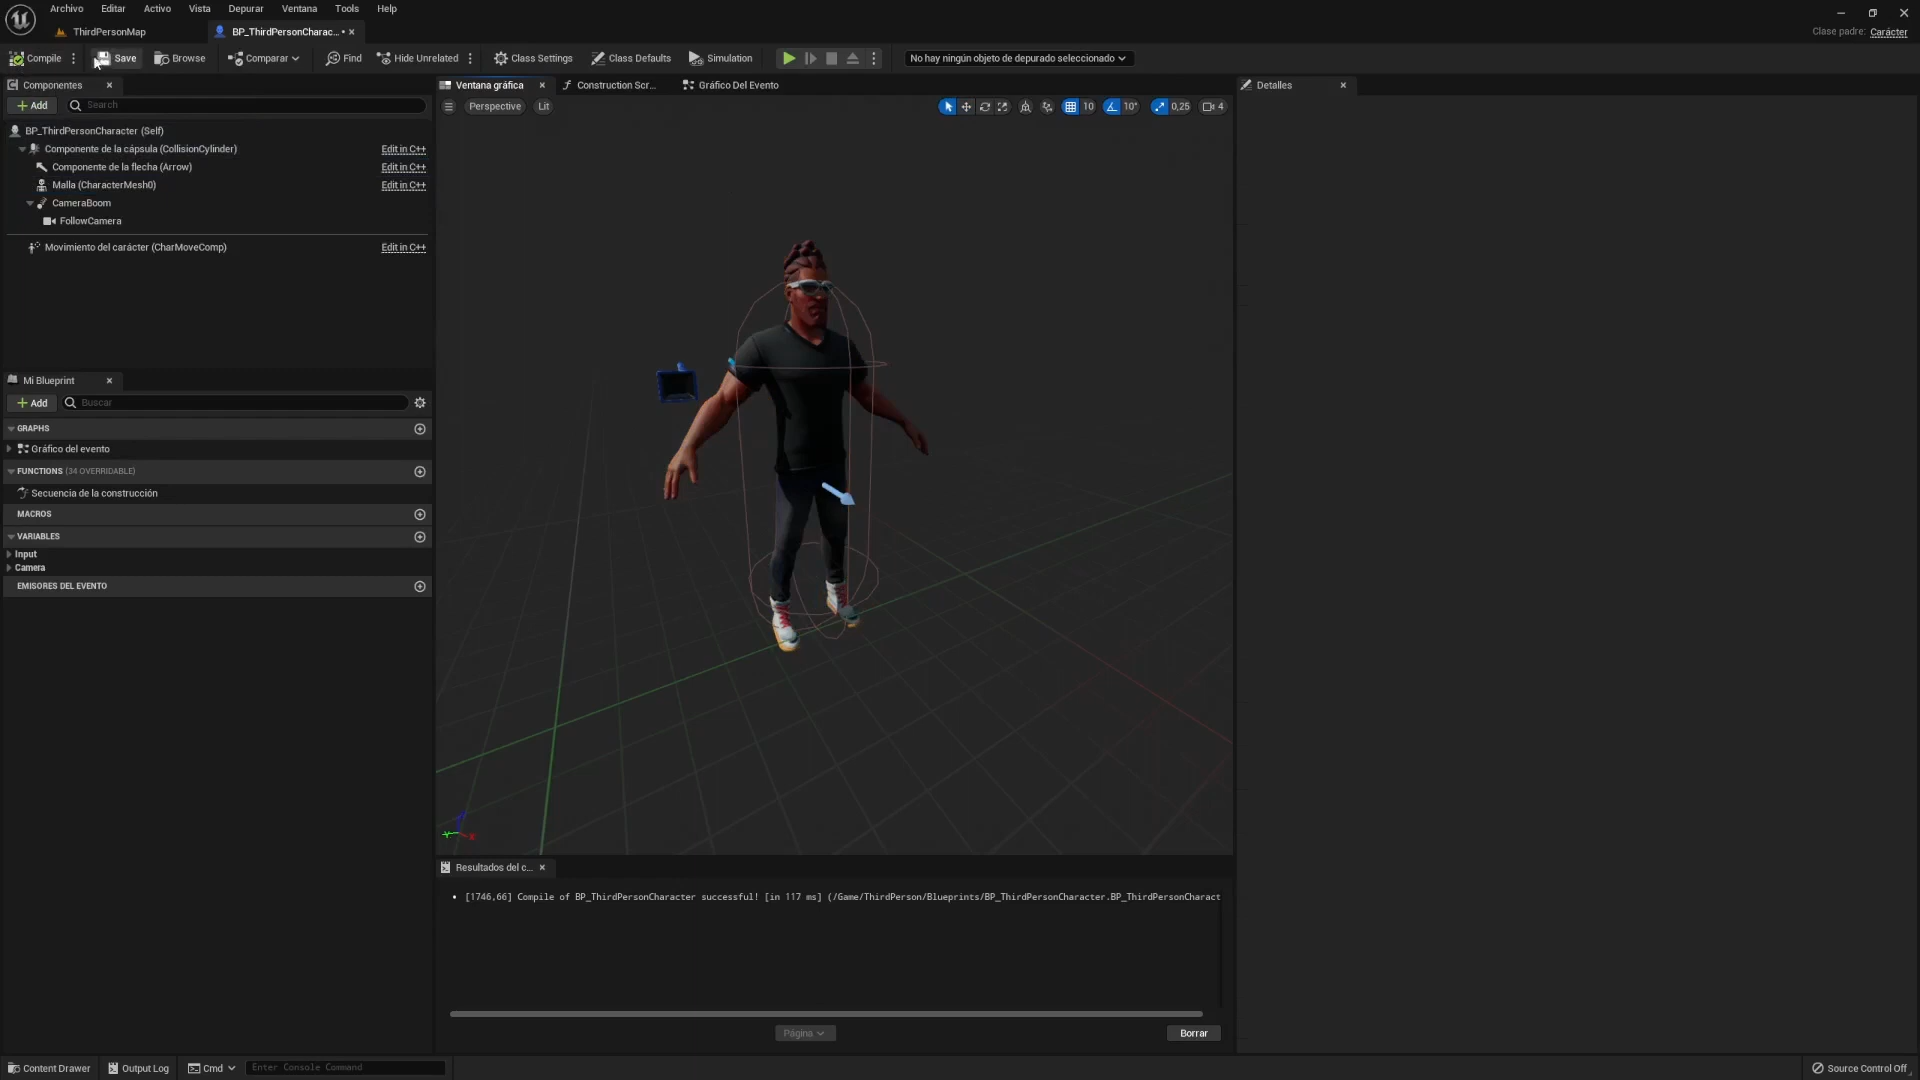 Archivo Editar Activo Vista Depurar Ventana Tools Help
ThirdPersonMap BP_ThirdPersonCharac... • Clase padre: Carácter
Compile Save Browse Comparar Find Hide Unrelated Class Settings Class Defaults Simulation No hay ningún objeto de depurado seleccionado
Componentes Ventana gráfica Construction Scr... Gráfico Del Evento Detalles
Add Search Perspective Lit 10 10° 0,25 4
BP_ThirdPersonCharacter (Self)
Componente de la cápsula (CollisionCylinder) Edit in C++
Componente de la flecha (Arrow) Edit in C++
Malla (CharacterMesh0) Edit in C++
CameraBoom
FollowCamera
Movimiento del carácter (CharMoveComp) Edit in C++
Mi Blueprint
Add Buscar
GRAPHS
Gráfico del evento
FUNCTIONS (34 OVERRIDABLE)
Secuencia de la construcción
MACROS
VARIABLES
Input
Camera
EMISORES DEL EVENTO
Resultados del c...
• [1746,66] Compile of BP_ThirdPersonCharacter successful! [in 117 ms] (/Game/ThirdPerson/Blueprints/BP_ThirdPersonCharacter.BP_ThirdPersonCharact
Página Borrar
Content Drawer Output Log Cmd Enter Console Command Source Control Off